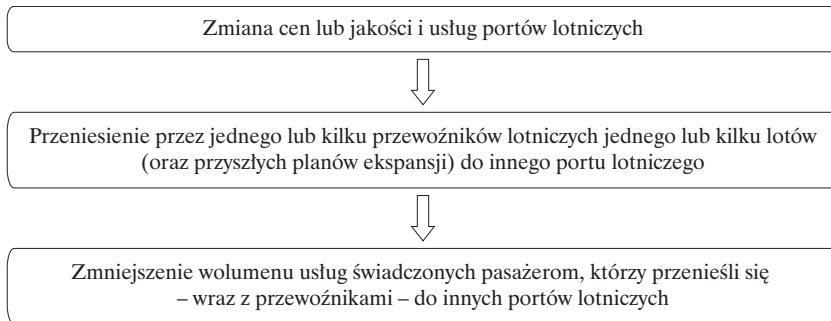 Zmiana cen lub jakości i usług portów lotniczych
Przeniesienie przez jednego lub kilku przewoźników lotniczych jednego lub kilku lotów
(oraz przyszłych planów ekspansji) do innego portu lotniczego
Zmniejszenie wolumenu usług świadczonych pasażerom, którzy przenieśli się
– wraz z przewoźnikami – do innych portów lotniczych